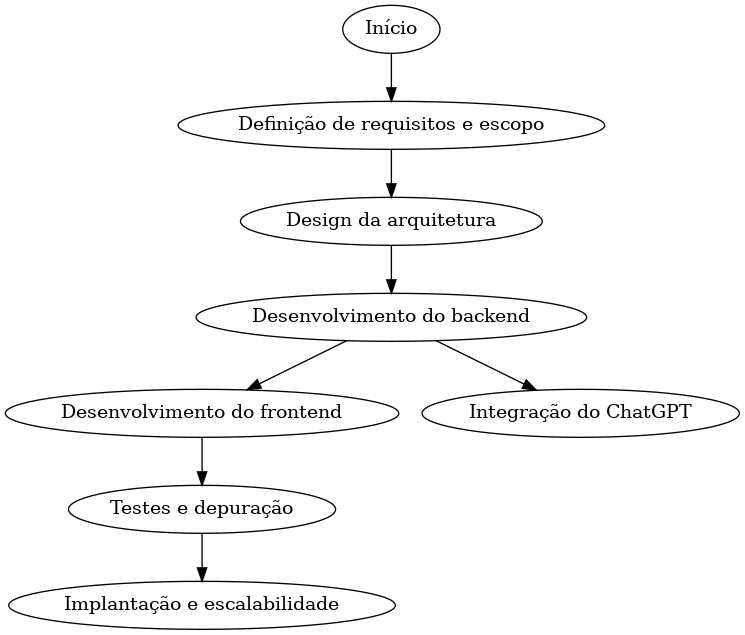 Início
Definição de requisitos e escopo
Design da arquitetura
Desenvolvimento do backend
Desenvolvimento do frontend
Integração do ChatGPT
Testes e depuração
Implantação e escalabilidade